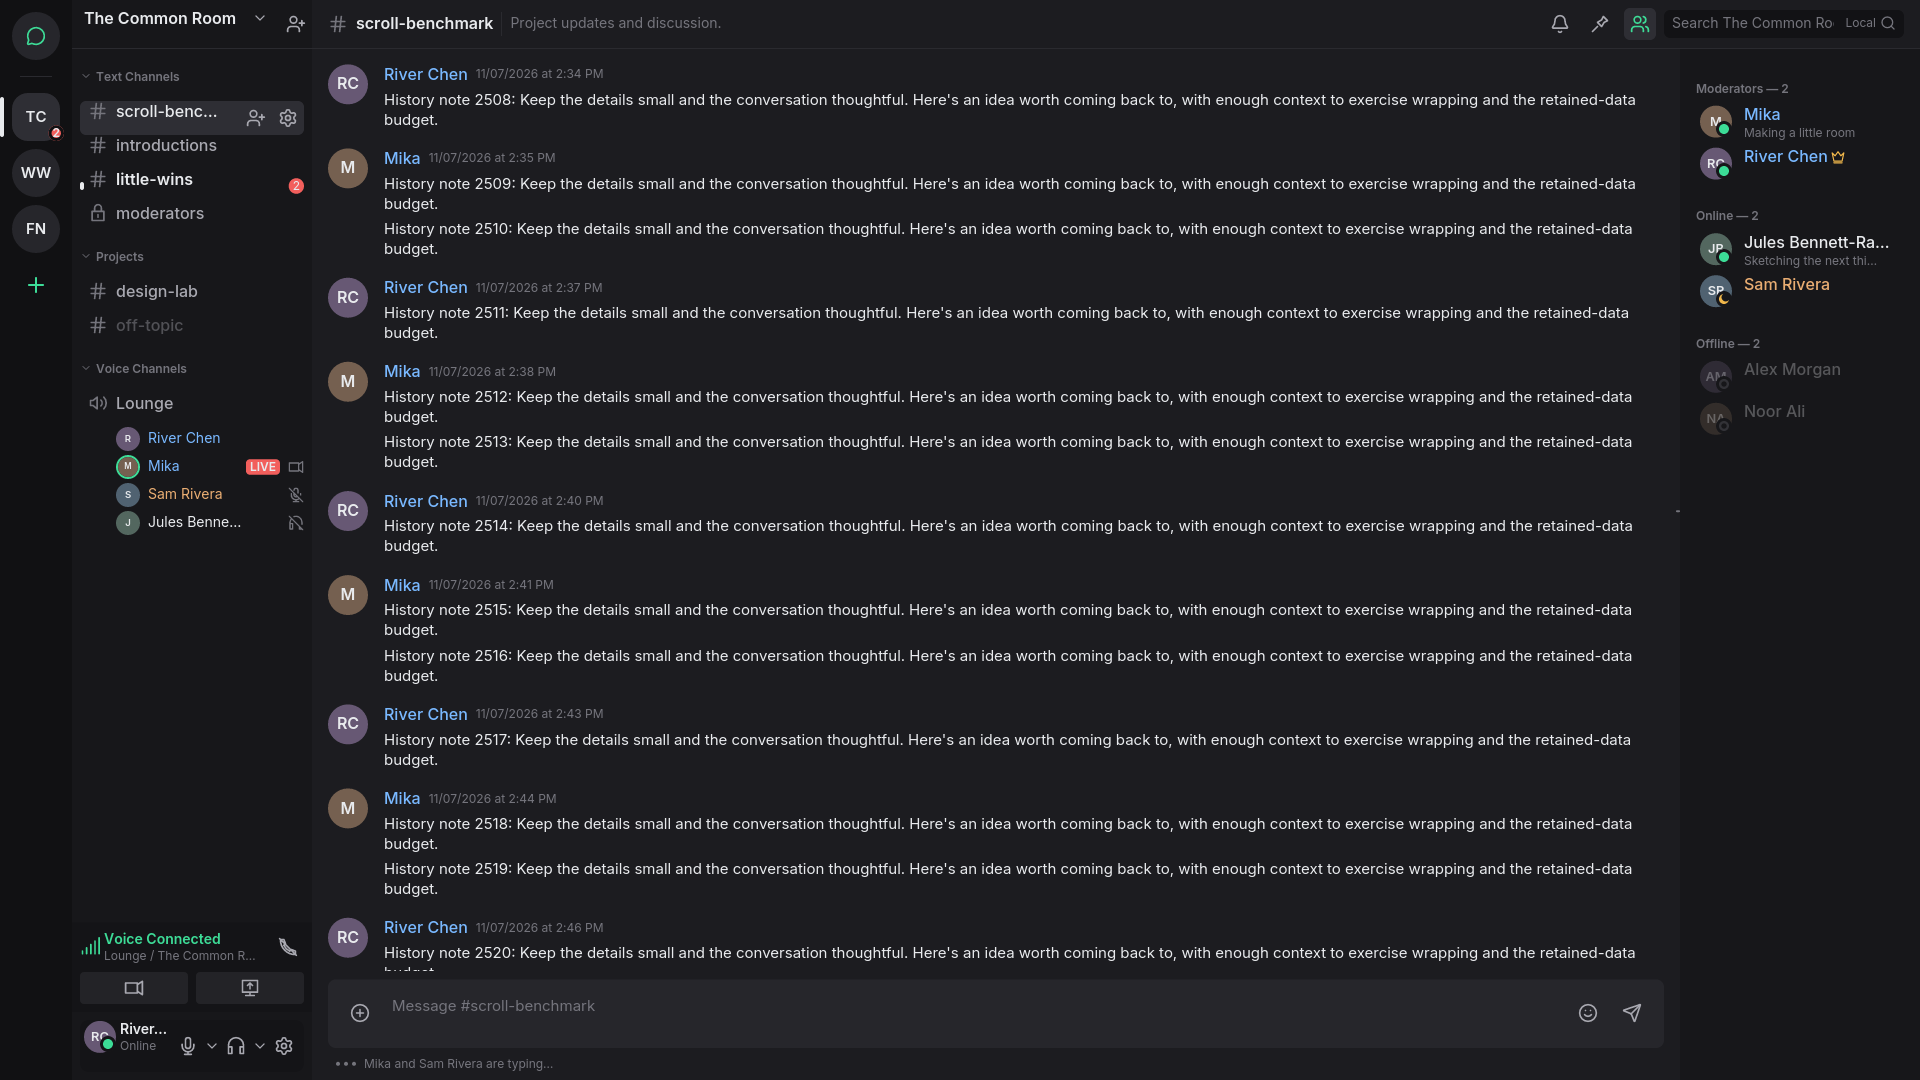 The Common Room
scroll-benchmark
Project updates and discussion.
Search The Common Ro
Local
TC
2
WW
FN
Text Channels
scroll-benc...
introductions
little-wins
2
moderators
Projects
design-lab
off-topic
Voice Channels
Lounge
R
River Chen
M
Mika
LIVE
S
Sam Rivera
J
Jules Benne...
Voice Connected
Lounge / The Common R...
RC
River...
Online
RC
River Chen 11/07/2026 at 2:34 PM
History note 2508: Keep the details small and the conversation thoughtful. Here's an idea worth coming back to, with enough context to exercise wrapping and the retained-data
budget.
M
Mika 11/07/2026 at 2:35 PM
History note 2509: Keep the details small and the conversation thoughtful. Here's an idea worth coming back to, with enough context to exercise wrapping and the retained-data
budget.
History note 2510: Keep the details small and the conversation thoughtful. Here's an idea worth coming back to, with enough context to exercise wrapping and the retained-data
budget.
RC
River Chen 11/07/2026 at 2:37 PM
History note 2511: Keep the details small and the conversation thoughtful. Here's an idea worth coming back to, with enough context to exercise wrapping and the retained-data
budget.
M
Mika 11/07/2026 at 2:38 PM
History note 2512: Keep the details small and the conversation thoughtful. Here's an idea worth coming back to, with enough context to exercise wrapping and the retained-data
budget.
History note 2513: Keep the details small and the conversation thoughtful. Here's an idea worth coming back to, with enough context to exercise wrapping and the retained-data
budget.
RC
River Chen 11/07/2026 at 2:40 PM
History note 2514: Keep the details small and the conversation thoughtful. Here's an idea worth coming back to, with enough context to exercise wrapping and the retained-data
budget.
M
Mika 11/07/2026 at 2:41 PM
History note 2515: Keep the details small and the conversation thoughtful. Here's an idea worth coming back to, with enough context to exercise wrapping and the retained-data
budget.
History note 2516: Keep the details small and the conversation thoughtful. Here's an idea worth coming back to, with enough context to exercise wrapping and the retained-data
budget.
RC
River Chen 11/07/2026 at 2:43 PM
History note 2517: Keep the details small and the conversation thoughtful. Here's an idea worth coming back to, with enough context to exercise wrapping and the retained-data
budget.
M
Mika 11/07/2026 at 2:44 PM
History note 2518: Keep the details small and the conversation thoughtful. Here's an idea worth coming back to, with enough context to exercise wrapping and the retained-data
budget.
History note 2519: Keep the details small and the conversation thoughtful. Here's an idea worth coming back to, with enough context to exercise wrapping and the retained-data
budget.
RC
River Chen 11/07/2026 at 2:46 PM
History note 2520: Keep the details small and the conversation thoughtful. Here's an idea worth coming back to, with enough context to exercise wrapping and the retained-data
budget.
Message #scroll-benchmark
Mika and Sam Rivera are typing...
Moderators — 2
M
Mika
Making a little room
RC
River Chen
Online — 2
JB
Jules Bennett-Ra...
Sketching the next thi...
SR
Sam Rivera
Offline — 2
AM
Alex Morgan
NA
Noor Ali